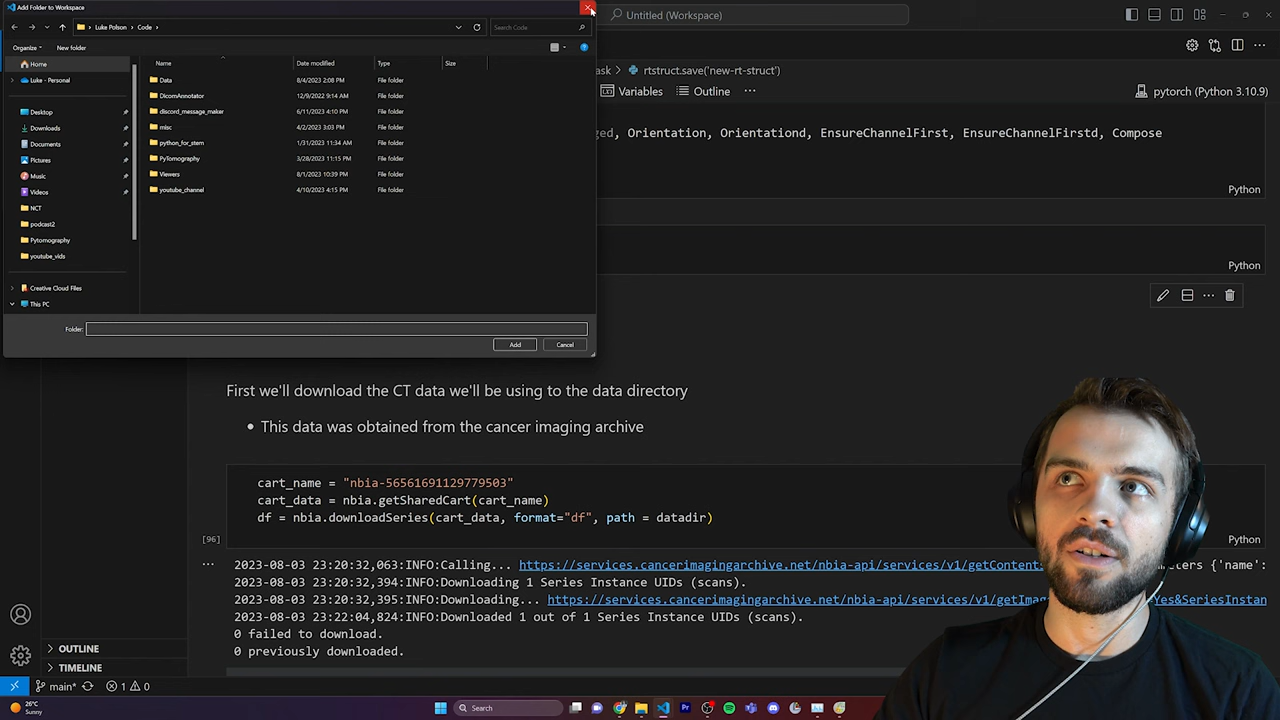 Add Folder to Workspace
Untitled (Workspace)
Luke Polson > Code >
Search Code
Organize
New folder
Home
Luke - Personal
Desktop
Downloads
Documents
Pictures
Music
Videos
NCT
podcast2
Pytomography
youtube_vids
Creative Cloud Files
This PC
Name Date modified Type Size
Data 8/4/2023 2:08 PM File folder
DicomAnnotator 12/9/2022 9:14 AM File folder
discord_message_maker 6/11/2023 4:10 PM File folder
misc 4/2/2023 3:03 PM File folder
python_for_stem 1/31/2023 11:34 AM File folder
PyTomography 3/28/2023 11:15 PM File folder
Viewers 8/1/2023 10:39 PM File folder
youtube_channel 4/10/2023 4:15 PM File folder
Folder:
Add Cancel
ask > rtstruct.save('new-rt-struct')
Variables Outline ...
pytorch (Python 3.10.9)
ged, Orientation, Orientationd, EnsureChannelFirst, EnsureChannelFirstd, Compose
Python
Python
First we'll download the CT data we'll be using to the data directory
• This data was obtained from the cancer imaging archive
cart_name = "nbia-56561691129779503"
cart_data = nbia.getSharedCart(cart_name)
df = nbia.downloadSeries(cart_data, format="df", path = datadir)
[96]
Python
2023-08-03 23:20:32,063:INFO:Calling... https://services.cancerimagingarchive.net/nbia-api/services/v1/getContents rameters {'name':
2023-08-03 23:20:32,394:INFO:Downloading 1 Series Instance UIDs (scans).
2023-08-03 23:20:32,395:INFO:Downloading... https://services.cancerimagingarchive.net/nbia-api/services/v1/getIma Yes&SeriesInstan
2023-08-03 23:22:04,824:INFO:Downloaded 1 out of 1 Series Instance UIDs (scans).
0 failed to download.
0 previously downloaded.
OUTLINE
TIMELINE
main* 1 0
26°C
Sunny
Search